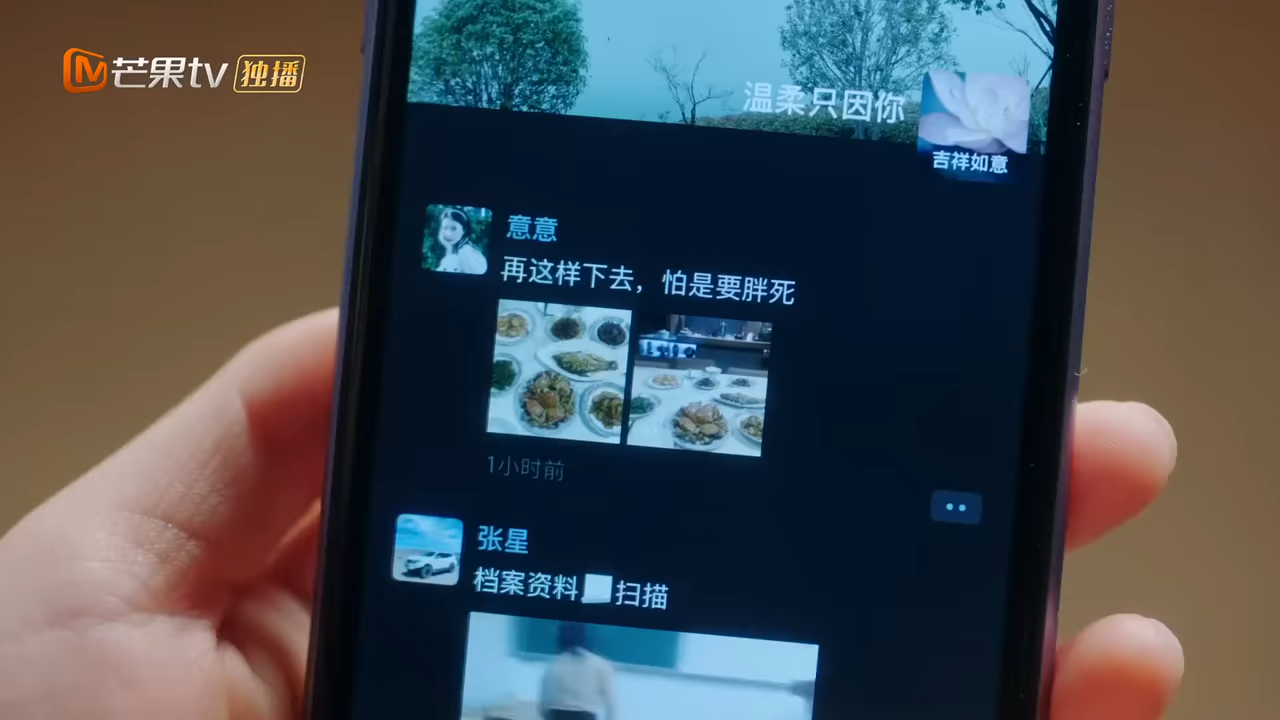 芒果tv 独播
温柔只因你
吉祥如意
意意
再这样下去，怕是要胖死
1小时前
张星
档案资料 扫描